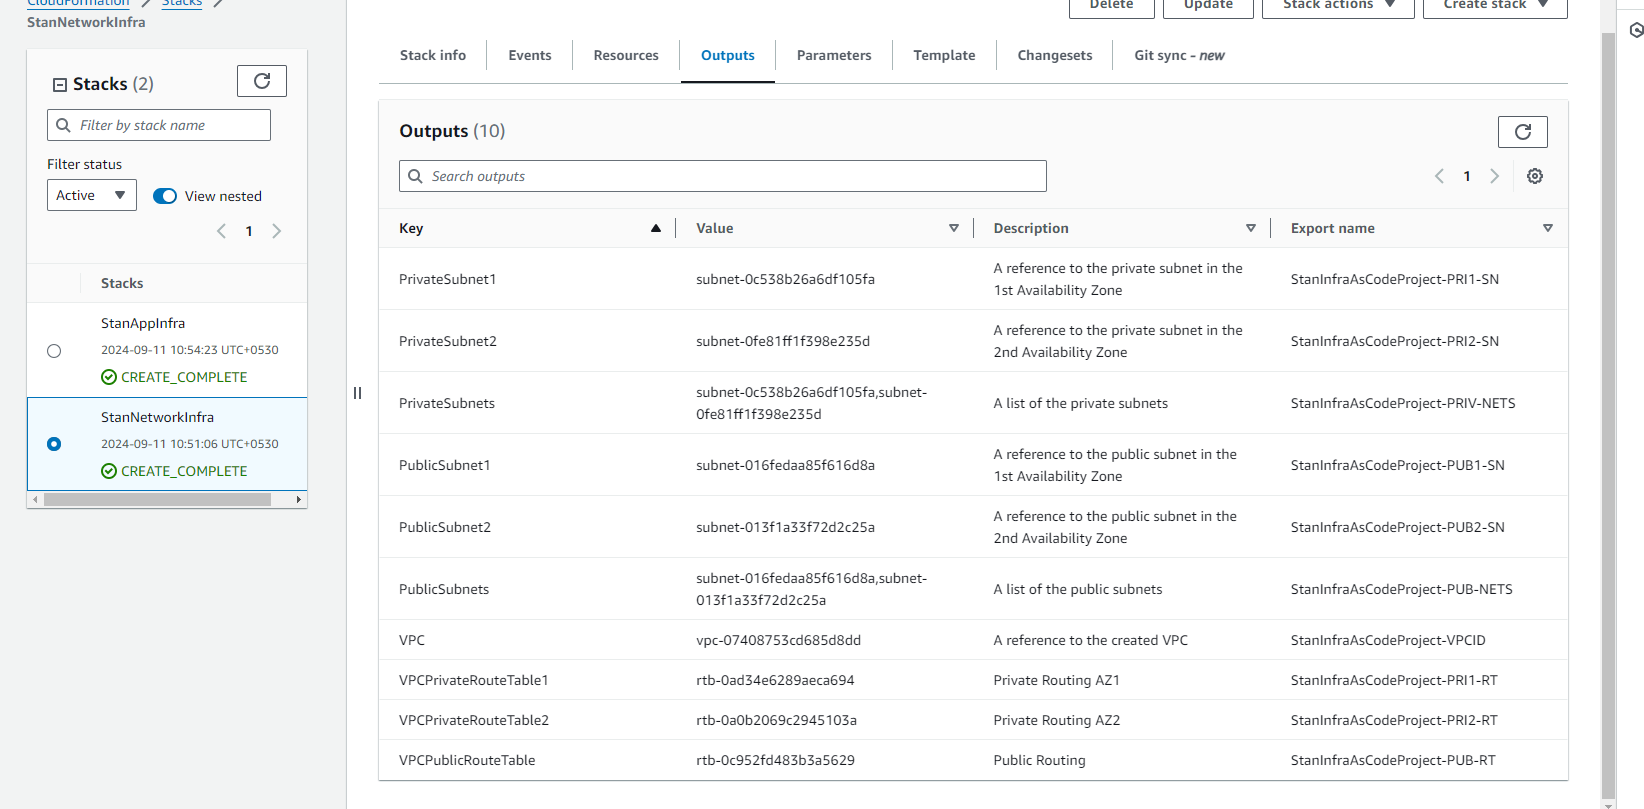 CloudFormation
Stacks
StanNetworkInfra
Stacks (2)
Filter by stack name
Filter status
Active
View nested
1
Stacks
StanAppInfra
2024-09-11 10:54:23 UTC+0530
CREATE_COMPLETE
StanNetworkInfra
2024-09-11 10:51:06 UTC+0530
CREATE_COMPLETE
Delete Update Stack actions Create stack
Stack info Events Resources Outputs Parameters Template Changesets Git sync - new
Outputs (10)
Search outputs
1
Key Value Description Export name
PrivateSubnet1 subnet-0c538b26a6df105fa A reference to the private subnet in the
1st Availability Zone StanInfraAsCodeProject-PRI1-SN
PrivateSubnet2 subnet-0fe81ff1f398e235d A reference to the private subnet in the
2nd Availability Zone StanInfraAsCodeProject-PRI2-SN
PrivateSubnets subnet-0c538b26a6df105fa,subnet-
0fe81ff1f398e235d A list of the private subnets StanInfraAsCodeProject-PRIV-NETS
PublicSubnet1 subnet-016fedaa85f616d8a A reference to the public subnet in the
1st Availability Zone StanInfraAsCodeProject-PUB1-SN
PublicSubnet2 subnet-013f1a33f72d2c25a A reference to the public subnet in the
2nd Availability Zone StanInfraAsCodeProject-PUB2-SN
PublicSubnets subnet-016fedaa85f616d8a,subnet-
013f1a33f72d2c25a A list of the public subnets StanInfraAsCodeProject-PUB-NETS
VPC vpc-07408753cd685d8dd A reference to the created VPC StanInfraAsCodeProject-VPCID
VPCPrivateRouteTable1 rtb-0ad34e6289aeca694 Private Routing AZ1 StanInfraAsCodeProject-PRI1-RT
VPCPrivateRouteTable2 rtb-0a0b2069c2945103a Private Routing AZ2 StanInfraAsCodeProject-PRI2-RT
VPCPublicRouteTable rtb-0c952fd483b3a5629 Public Routing StanInfraAsCodeProject-PUB-RT